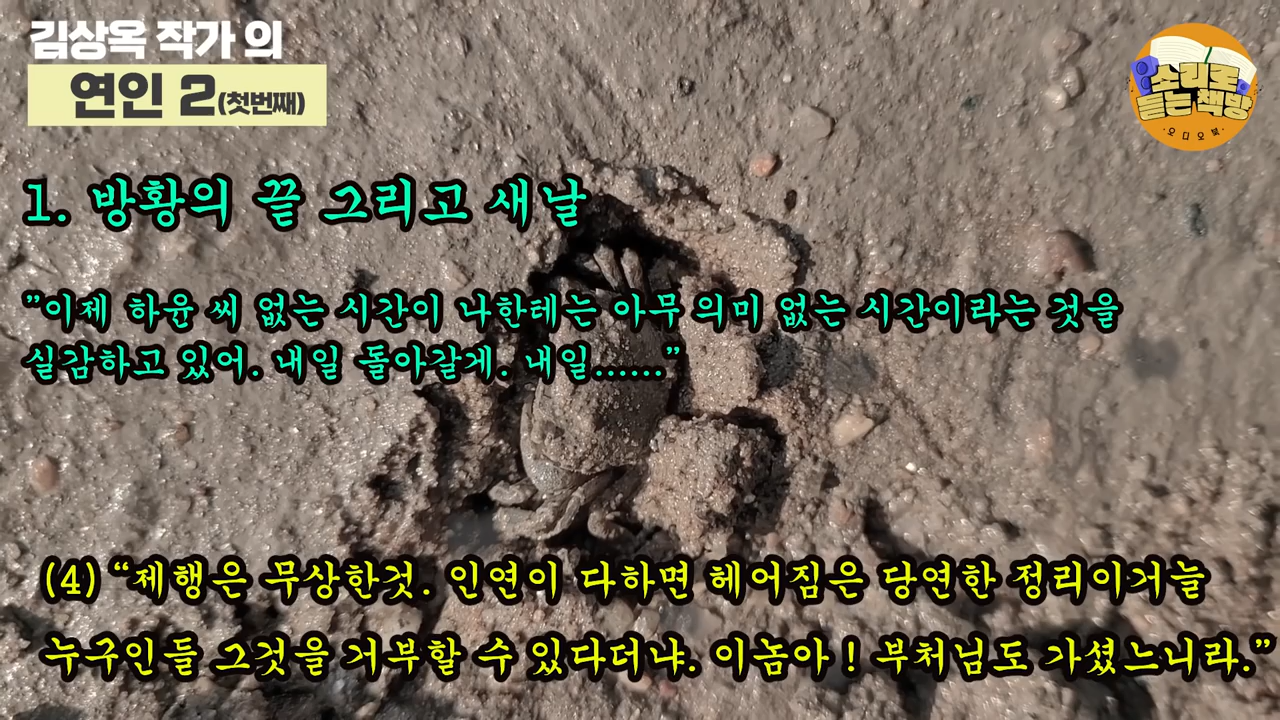 김상옥 작가 의
연인 2(첫번째)
소리로
듣는 책방
·오디오북·
1. 방황의 끝 그리고 새날
"이제 하윤 씨 없는 시간이 나한테는 아무 의미 없는 시간이라는 것을
실감하고 있어. 내일 돌아갈게. 내일......"
(4) “제행은 무상한것. 인연이 다하면 헤어짐은 당연한 정리이거늘
누구인들 그것을 거부할 수 있다더냐. 이놈아 ! 부처님도 가셨느니라.”